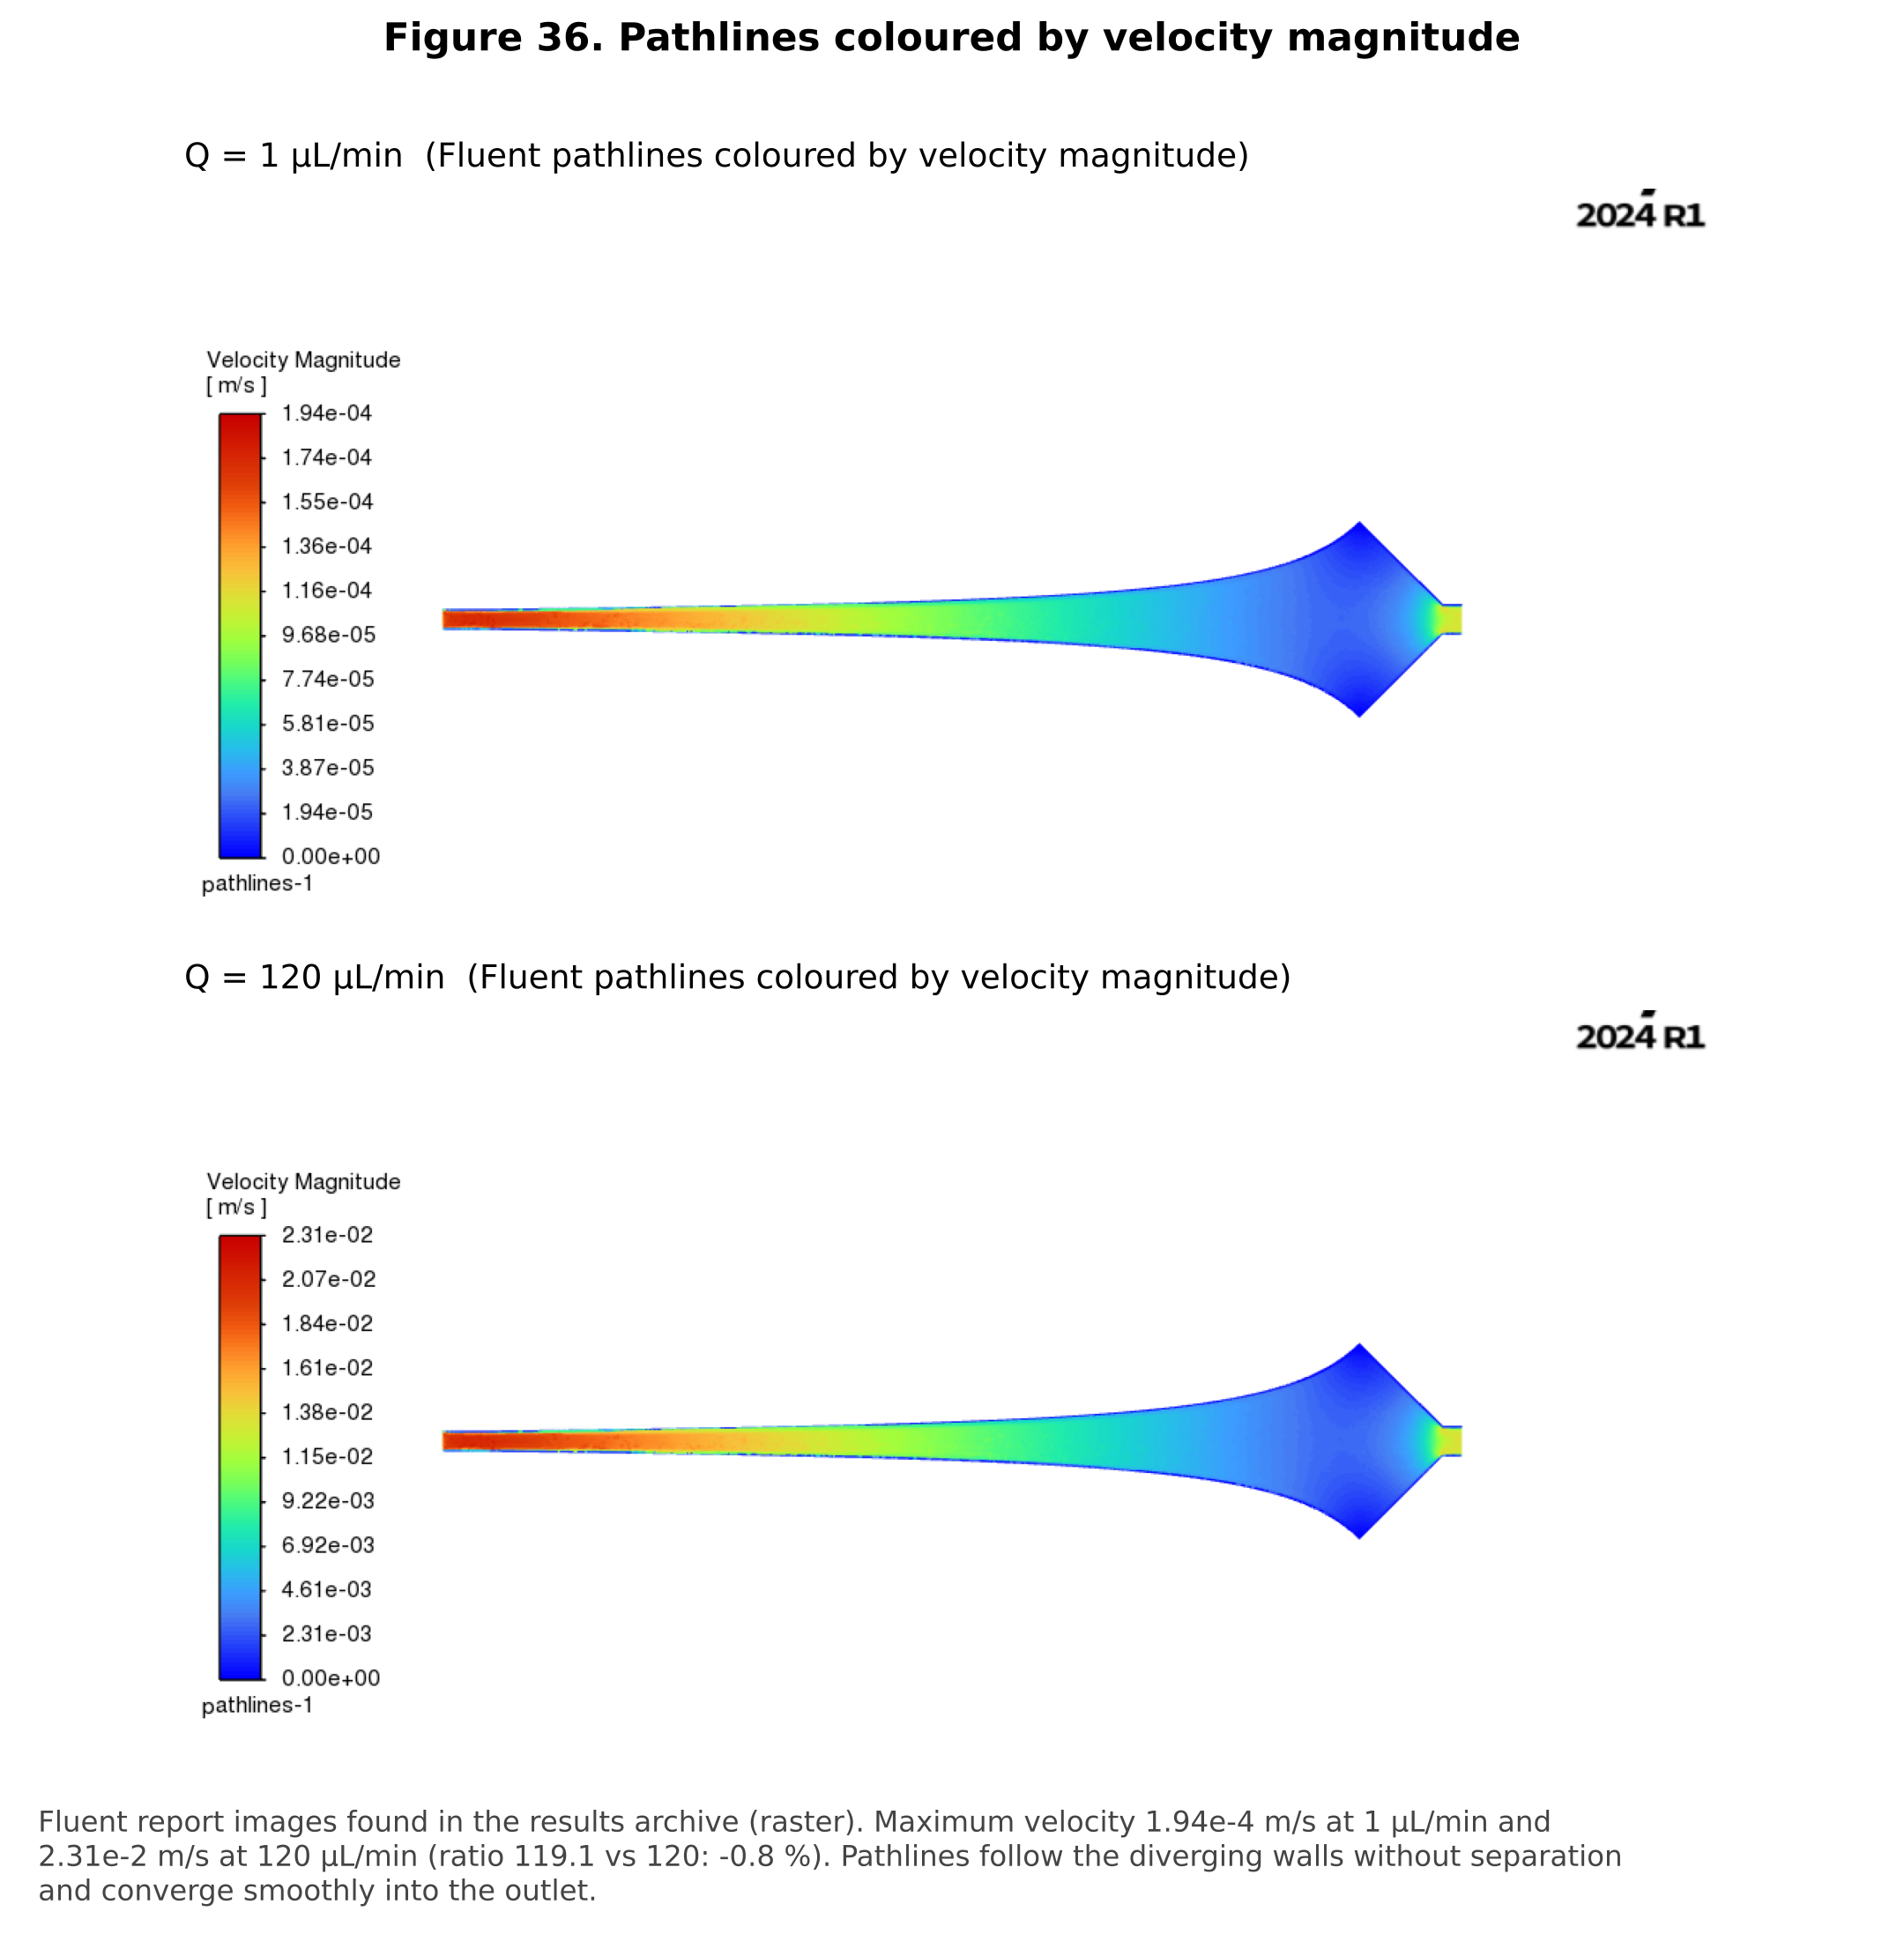 Figure 36. Pathlines coloured by velocity magnitude
Q = 1 µL/min (Fluent pathlines coloured by velocity magnitude)
2024 R1
Velocity Magnitude
[ m/s ]
1.94e-04
1.74e-04
1.55e-04
1.36e-04
1.16e-04
9.68e-05
7.74e-05
5.81e-05
3.87e-05
1.94e-05
0.00e+00
pathlines-1
Q = 120 µL/min (Fluent pathlines coloured by velocity magnitude)
2024 R1
Velocity Magnitude
[ m/s ]
2.31e-02
2.07e-02
1.84e-02
1.61e-02
1.38e-02
1.15e-02
9.22e-03
6.92e-03
4.61e-03
2.31e-03
0.00e+00
pathlines-1
Fluent report images found in the results archive (raster). Maximum velocity 1.94e-4 m/s at 1 µL/min and
2.31e-2 m/s at 120 µL/min (ratio 119.1 vs 120: -0.8 %). Pathlines follow the diverging walls without separation
and converge smoothly into the outlet.